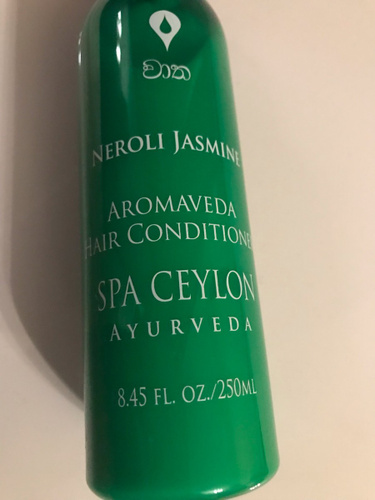 වාත
NEROLI JASMINE
AROMAVEDA
HAIR CONDITIONE
SPA CEYLON
AYURVEDA
8.45 FL. OZ./250ML